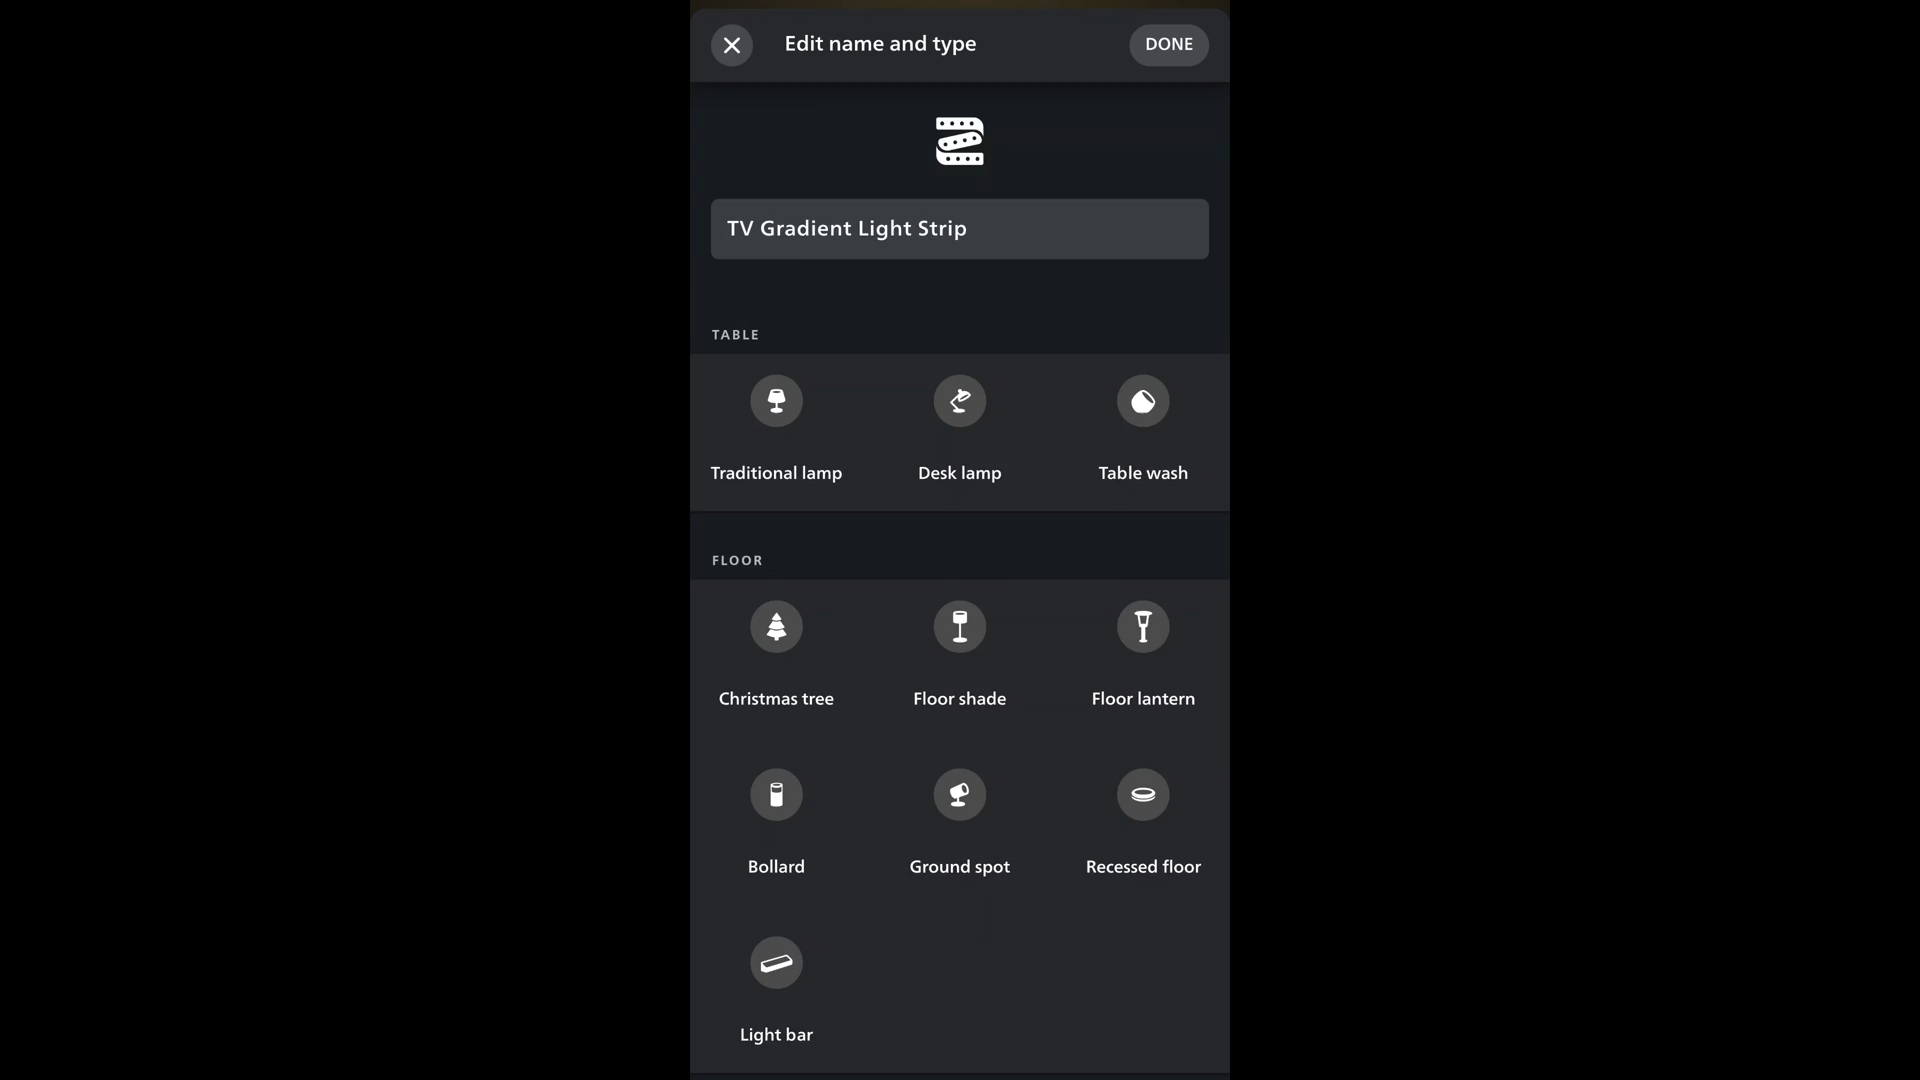 Edit name and type
DONE
TV Gradient Light Strip
TABLE
Traditional lamp
Desk lamp
Table wash
FLOOR
Christmas tree
Floor shade
Floor lantern
Bollard
Ground spot
Recessed floor
Light bar